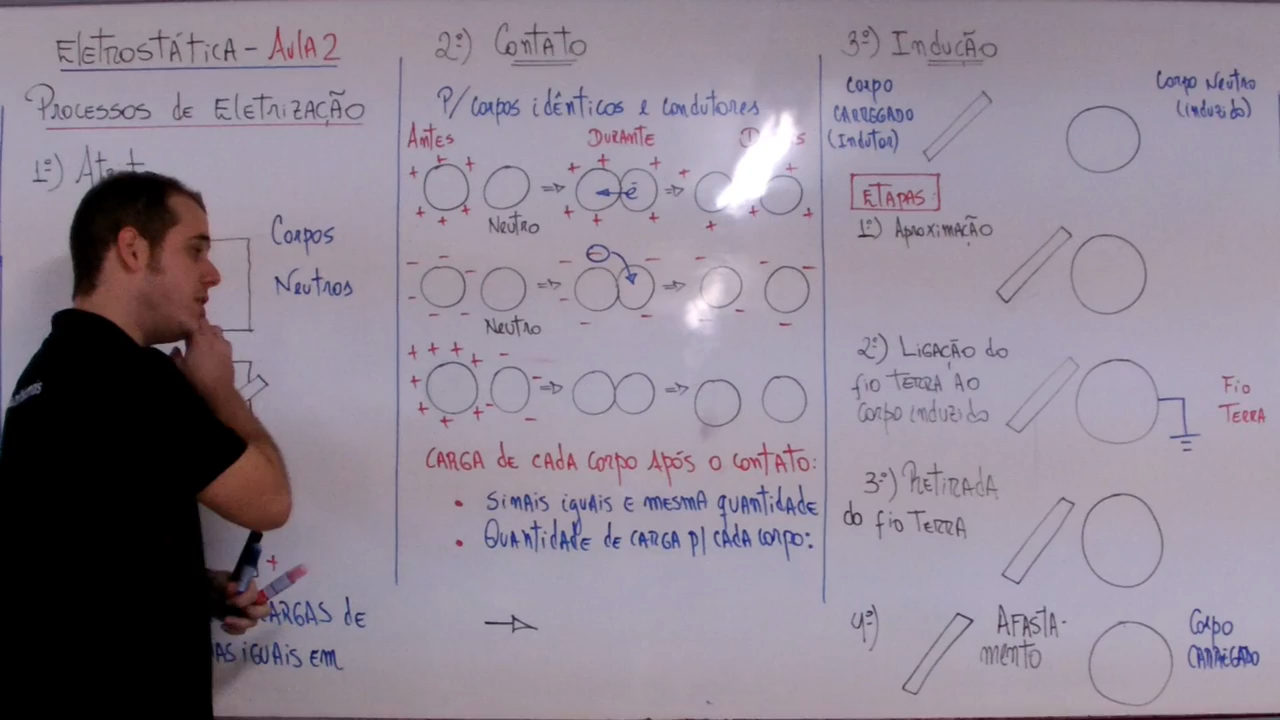 Eletrostática - Aula 2
Processos de Eletrização
1º)
Corpos
Neutros
+
CARGAS de
IGUAIS EM
2º) Contato
P/ corpos idênticos e condutores
Antes
Durante
Neutro
ē
Neutro
CARGA de CADA CORPO APÓS O CONTATO:
• SINAIS IGUAIS E MESMA QUANTIDADE
• QUANTIDADE DE CARGA P/ CADA CORPO:
3º) Indução
Corpo
CARREGADO
(Indutor)
Corpo Neutro
(induzido)
ETAPAS
1º) Aproximação
2º) Ligação do
fio TERRA AO
CORPO induzido
Fio
TERRA
3º) Retirada
do fio TERRA
4º)
AFASTA-
mento
Corpo
CARREGADO